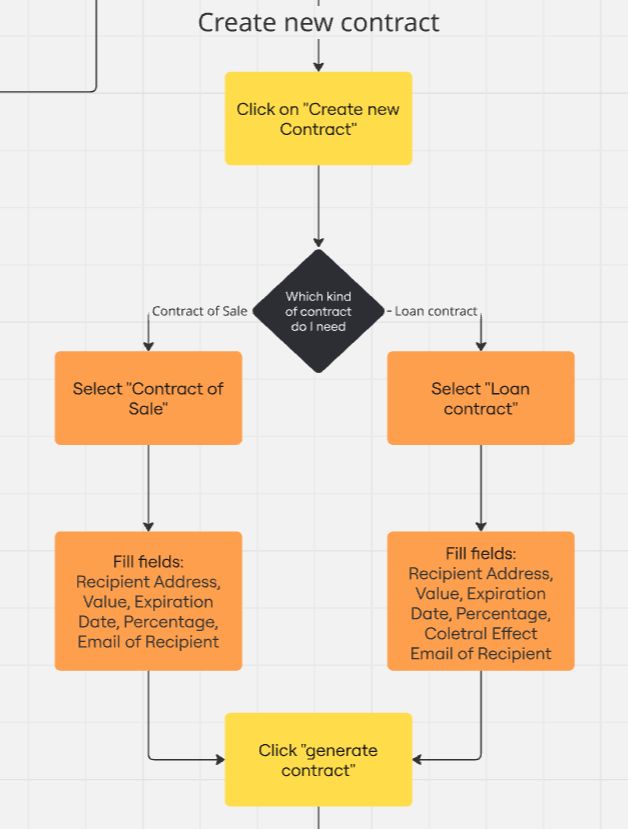 Create new contract
Click on "Create new
Contract"
Which kind
of contract
do I need
Contract of Sale
Loan contract
Select "Contract of
Sale"
Select "Loan
contract"
Fill fields:
Recipient Address,
Value, Expiration
Date, Percentage,
Email of Recipient
Fill fields:
Recipient Address,
Value, Expiration
Date, Percentage,
Coletral Effect
Email of Recipient
Click "generate
contract"